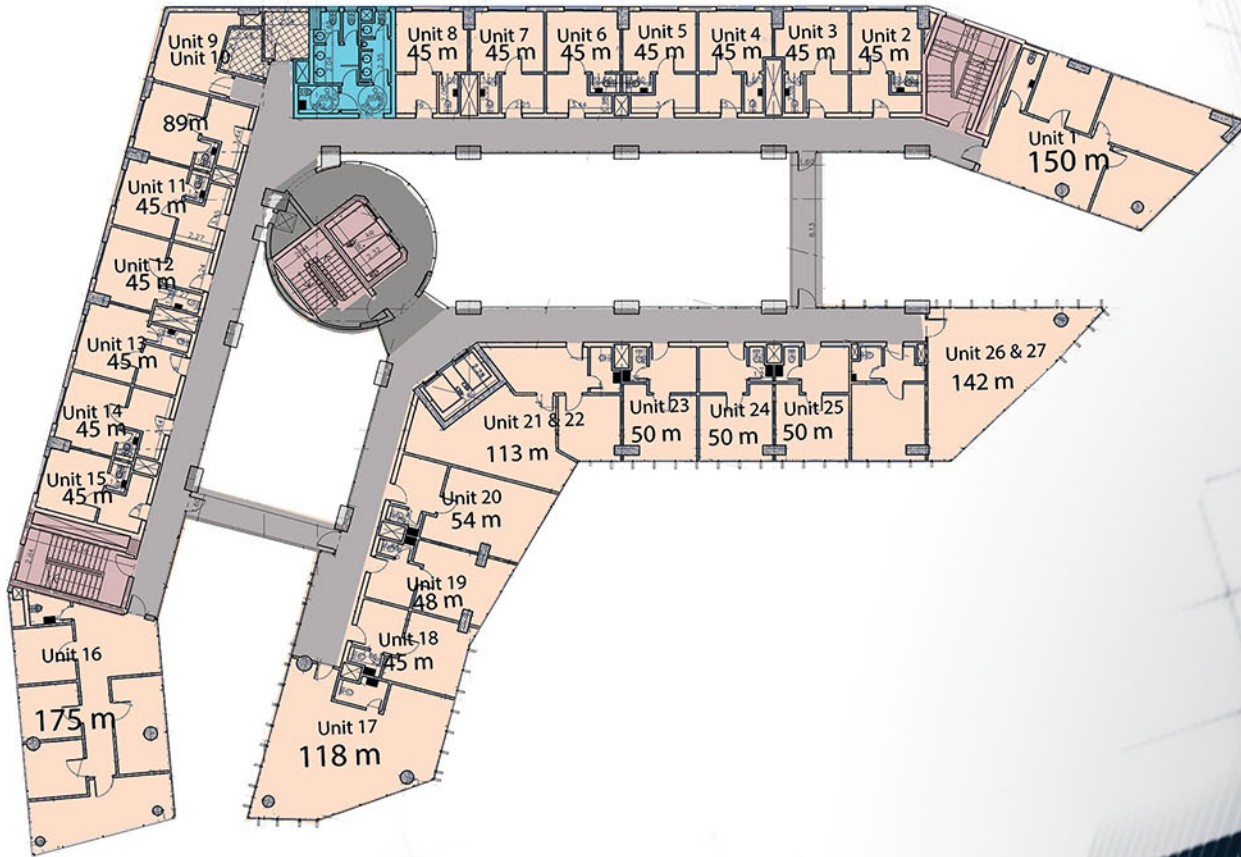 Unit 9
Unit 10
89m
Unit 8
45 m
Unit 7
45 m
Unit 6
45 m
Unit 5
45 m
Unit 4
45 m
Unit 3
45 m
Unit 2
45 m
Unit 1
150 m
Unit 11
45 m
Unit 12
45 m
Unit 13
45 m
Unit 14
45 m
Unit 15
45 m
Unit 16
175 m
Unit 17
118 m
Unit 18
45 m
Unit 19
48 m
Unit 20
54 m
Unit 21 & 22
113 m
Unit 23
50 m
Unit 24
50 m
Unit 25
50 m
Unit 26 & 27
142 m
8.13
2.27